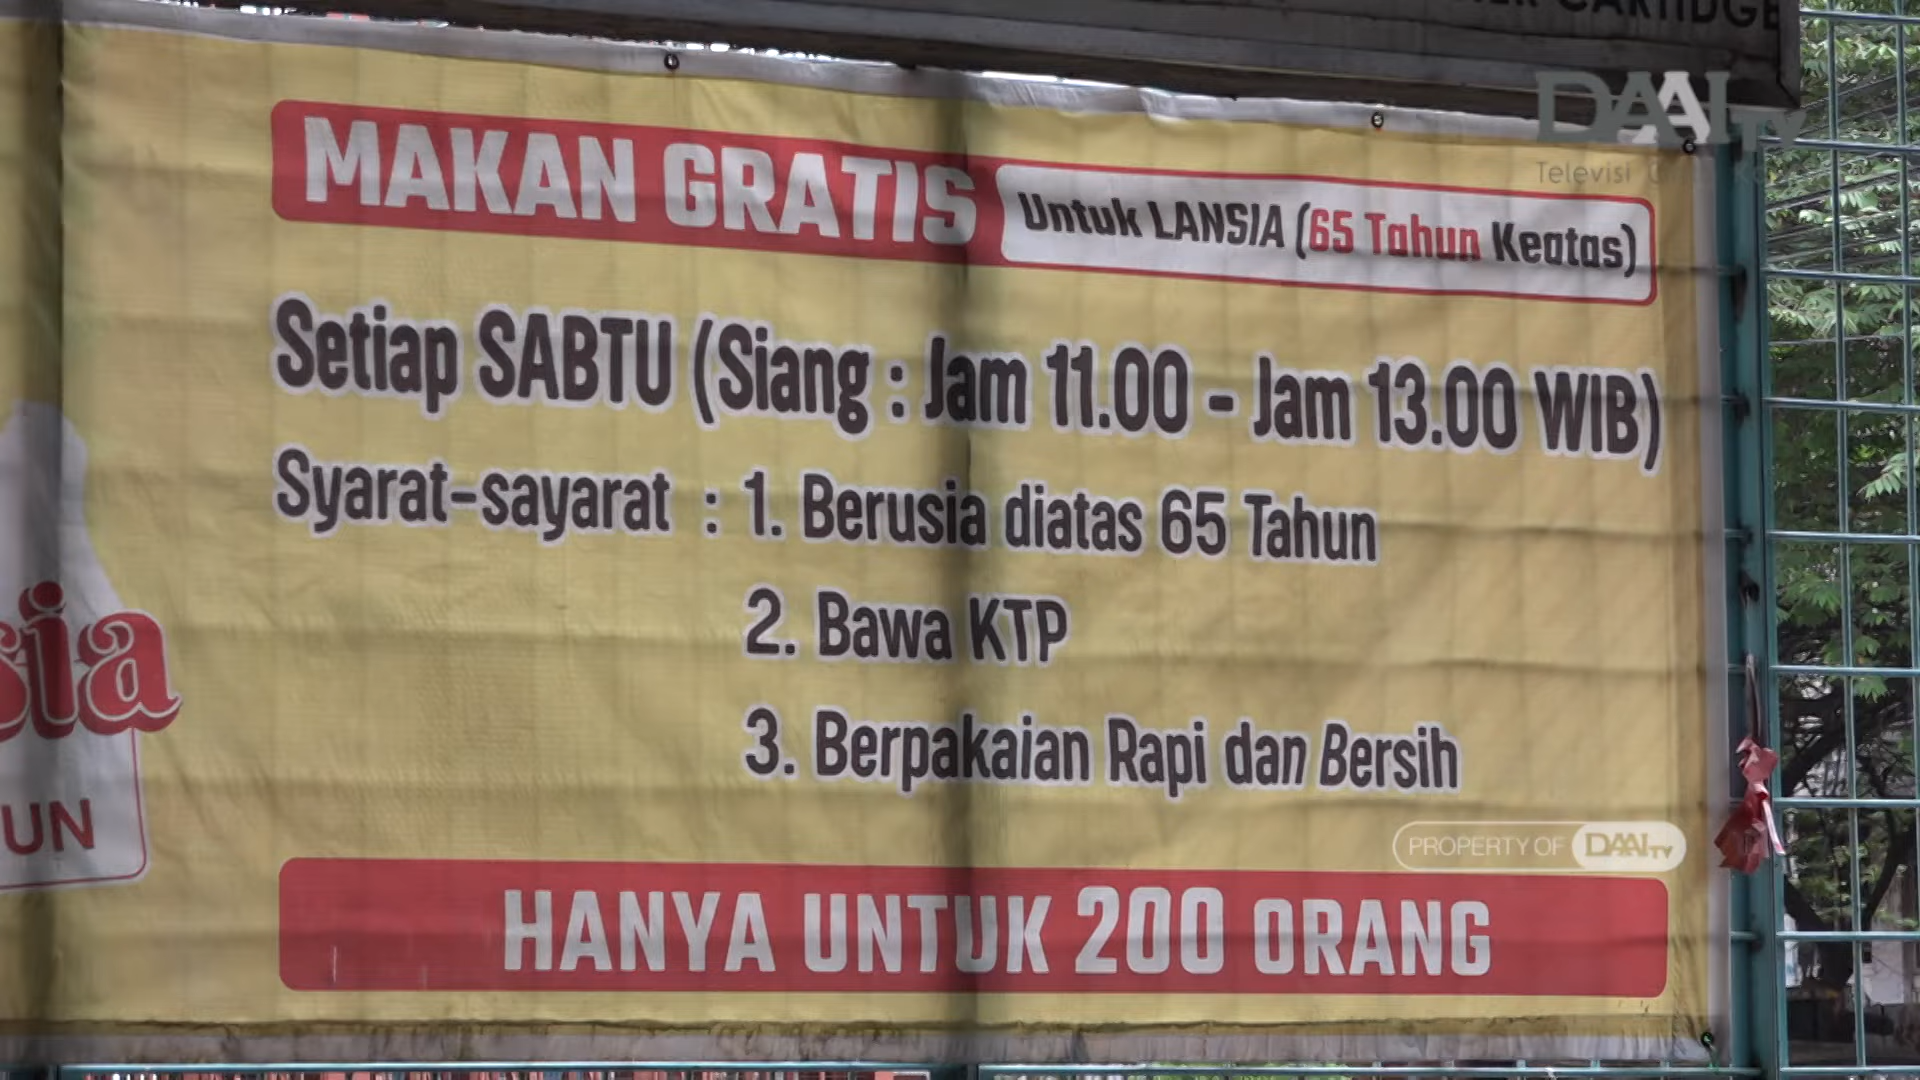 CARTIDGE
DAAI TV
Televisi
MAKAN GRATIS Untuk LANSIA (65 Tahun Keatas)
Setiap SABTU (Siang : Jam 11.00 - Jam 13.00 WIB)
Syarat-sayarat : 1. Berusia diatas 65 Tahun
2. Bawa KTP
3. Berpakaian Rapi dan Bersih
sia
UN
PROPERTY OF DAAI TV
HANYA UNTUK 200 ORANG